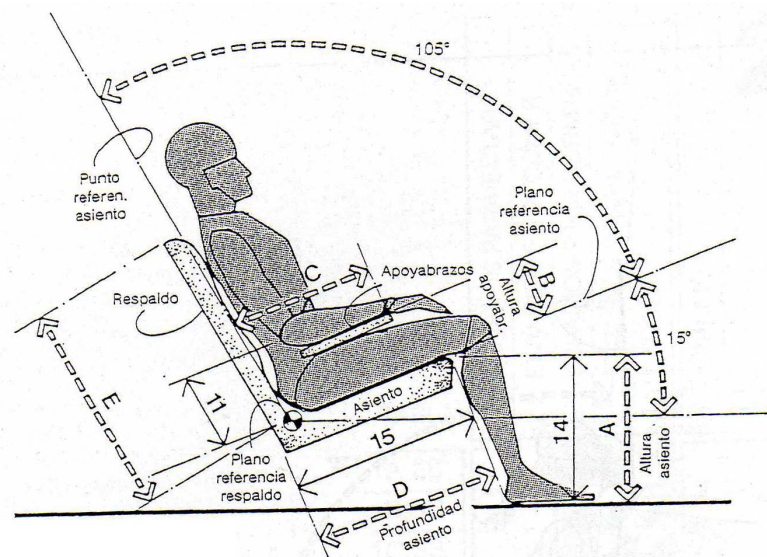 105°
Punto
referen.
asiento
Plano
referencia
asiento
C
Apoyabrazos
B
Altura
apoyabr.
Respaldo
15°
E
11
Asiento
14
A
Altura
asiento
15
Plano
referencia
respaldo
D
Profundidad
asiento